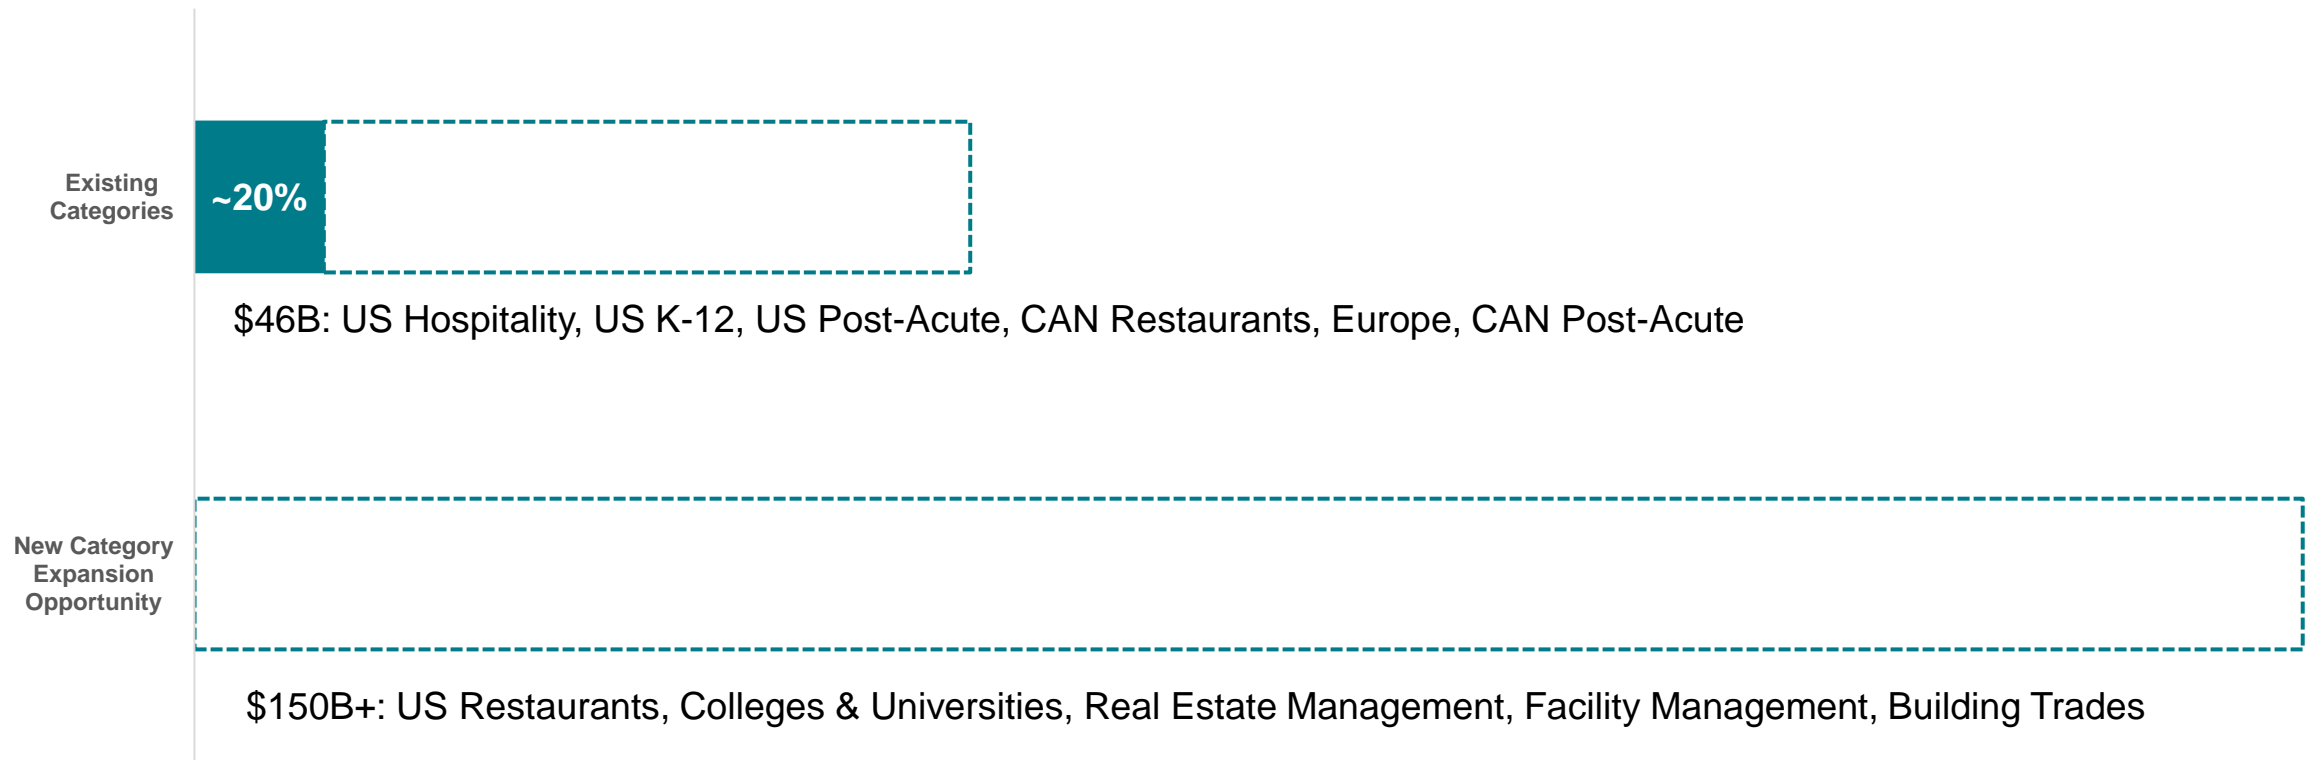 Existing
Categories
~20%
$46B: US Hospitality, US K-12, US Post-Acute, CAN Restaurants, Europe, CAN Post-Acute
New Category
Expansion
Opportunity
$150B+: US Restaurants, Colleges & Universities, Real Estate Management, Facility Management, Building Trades